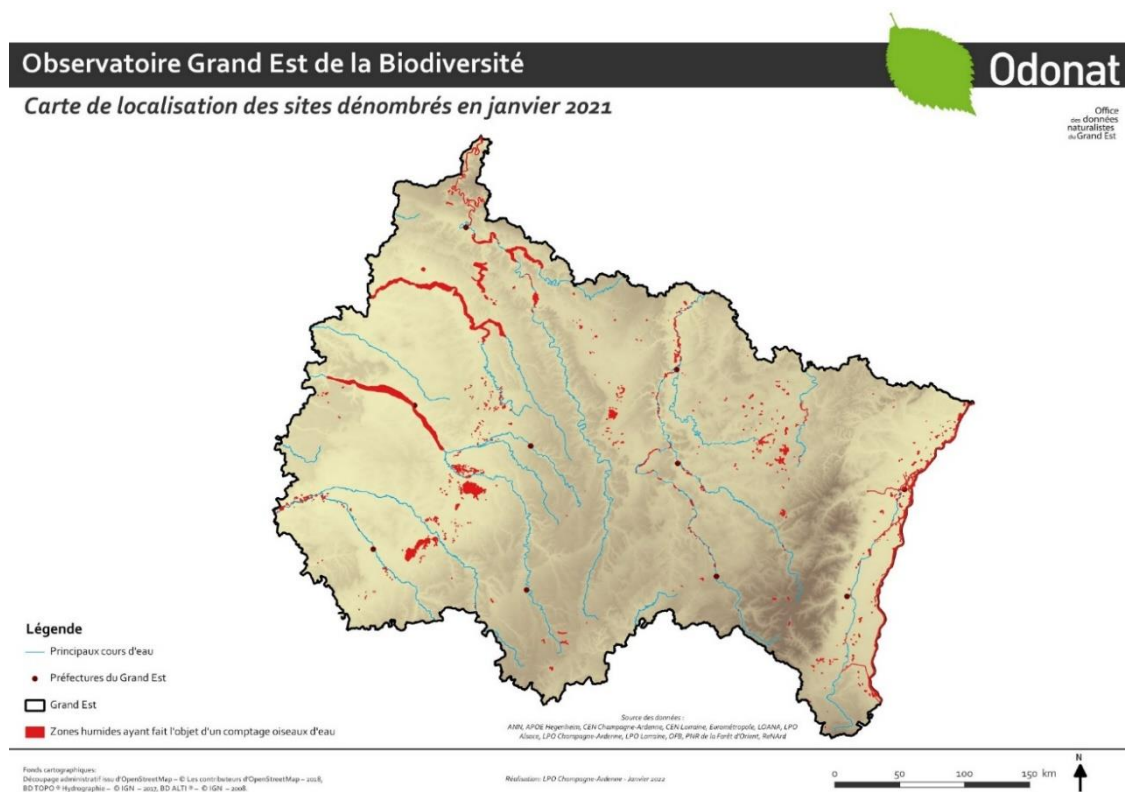 Observatoire Grand Est de la Biodiversité
Odonat
Carte de localisation des sites dénombrés en janvier 2021
Office
des données
naturalistes
du Grand Est
Légende
Principaux cours d'eau
Préfectures du Grand Est
Grand Est
Zones humides ayant fait l'objet d'un comptage oiseaux d'eau
Source des données :
ANN, APOE Hegenheim, CEN Champagne-Ardenne, CEN Lorraine, Eurométropole, LOANA, LPO
Alsace, LPO Champagne-Ardenne, LPO Lorraine, OFB, PNR de la Forêt d'Orient, ReNArd
Fonds cartographiques:
Découpage administratif issu d'OpenStreetMap – © Les contributeurs d'OpenStreetMap – 2018,
BD TOPO ® Hydrographie – © IGN – 2017, BD ALTI ® – © IGN – 2008.
Réalisation: LPO Champagne-Ardenne - Janvier 2022
0 50 100 150 km
N